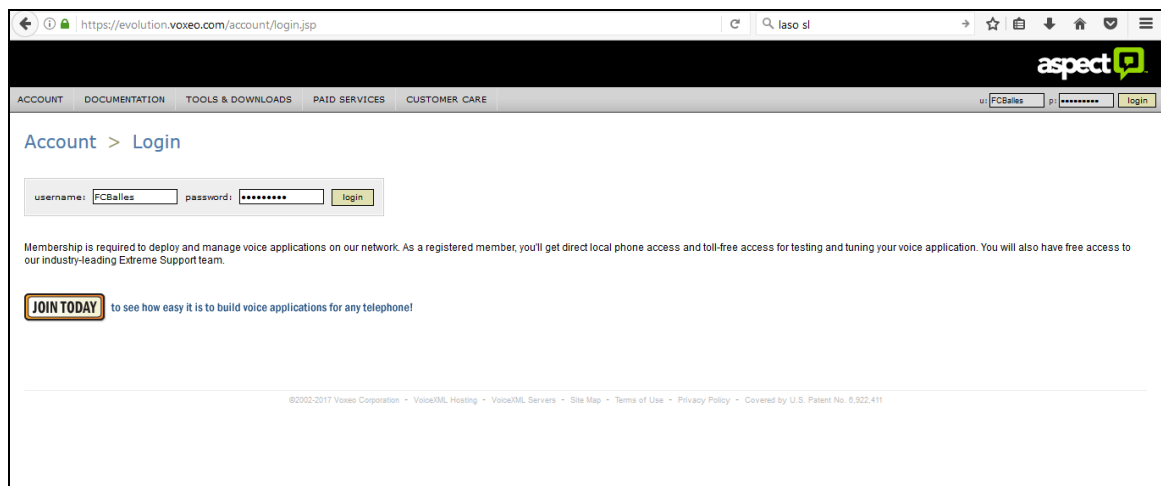 https://evolution.voxeo.com/account/login.jsp
laso sl
aspect
ACCOUNT DOCUMENTATION TOOLS & DOWNLOADS PAID SERVICES CUSTOMER CARE u: FCBalles p: ••••••••• login
Account > Login
username: FCBalles password: ••••••••• login
Membership is required to deploy and manage voice applications on our network. As a registered member, you'll get direct local phone access and toll-free access for testing and tuning your voice application. You will also have free access to
our industry-leading Extreme Support team.
JOIN TODAY to see how easy it is to build voice applications for any telephone!
©2002-2017 Voxeo Corporation • VoiceXML Hosting • VoiceXML Servers • Site Map • Terms of Use • Privacy Policy • Covered by U.S. Patent No. 6,922,411